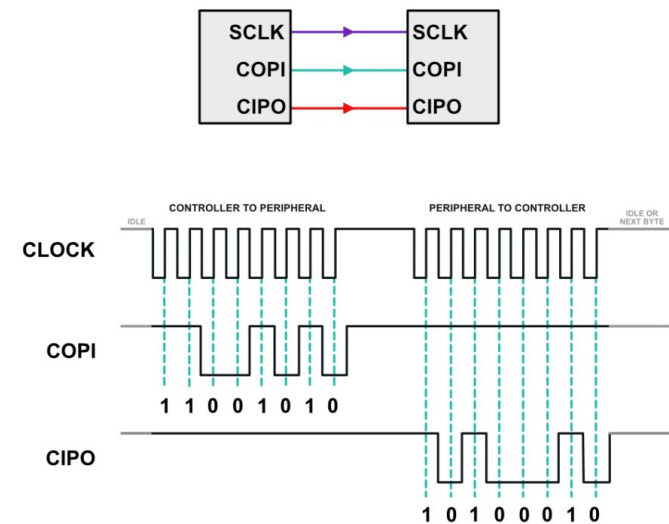 SCLK SCLK
COPI COPI
CIPO CIPO
CONTROLLER TO PERIPHERAL PERIPHERAL TO CONTROLLER
IDLE IDLE OR
NEXT BYTE
CLOCK
COPI
1 1 0 0 1 0 1 0
CIPO
1 0 1 0 0 0 1 0